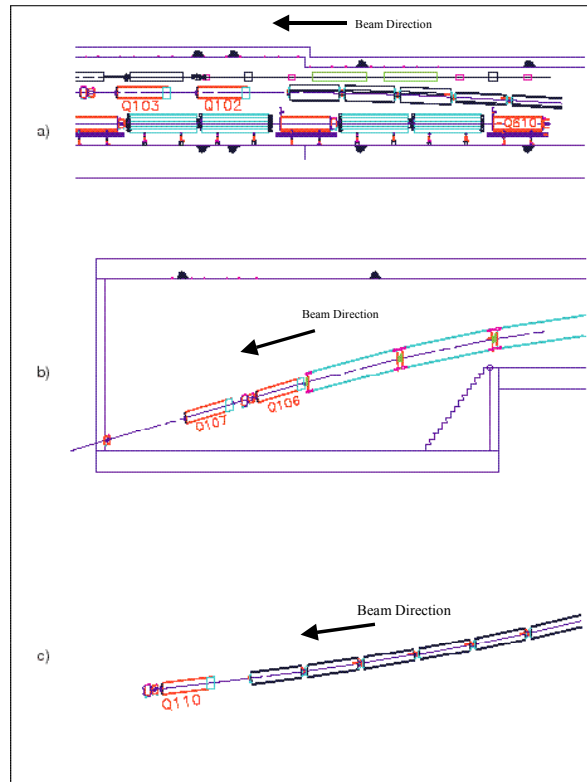 Beam Direction
Q103
Q102
a)
Q610
Beam Direction
b)
Q106
Q107
Beam Direction
c)
Q110